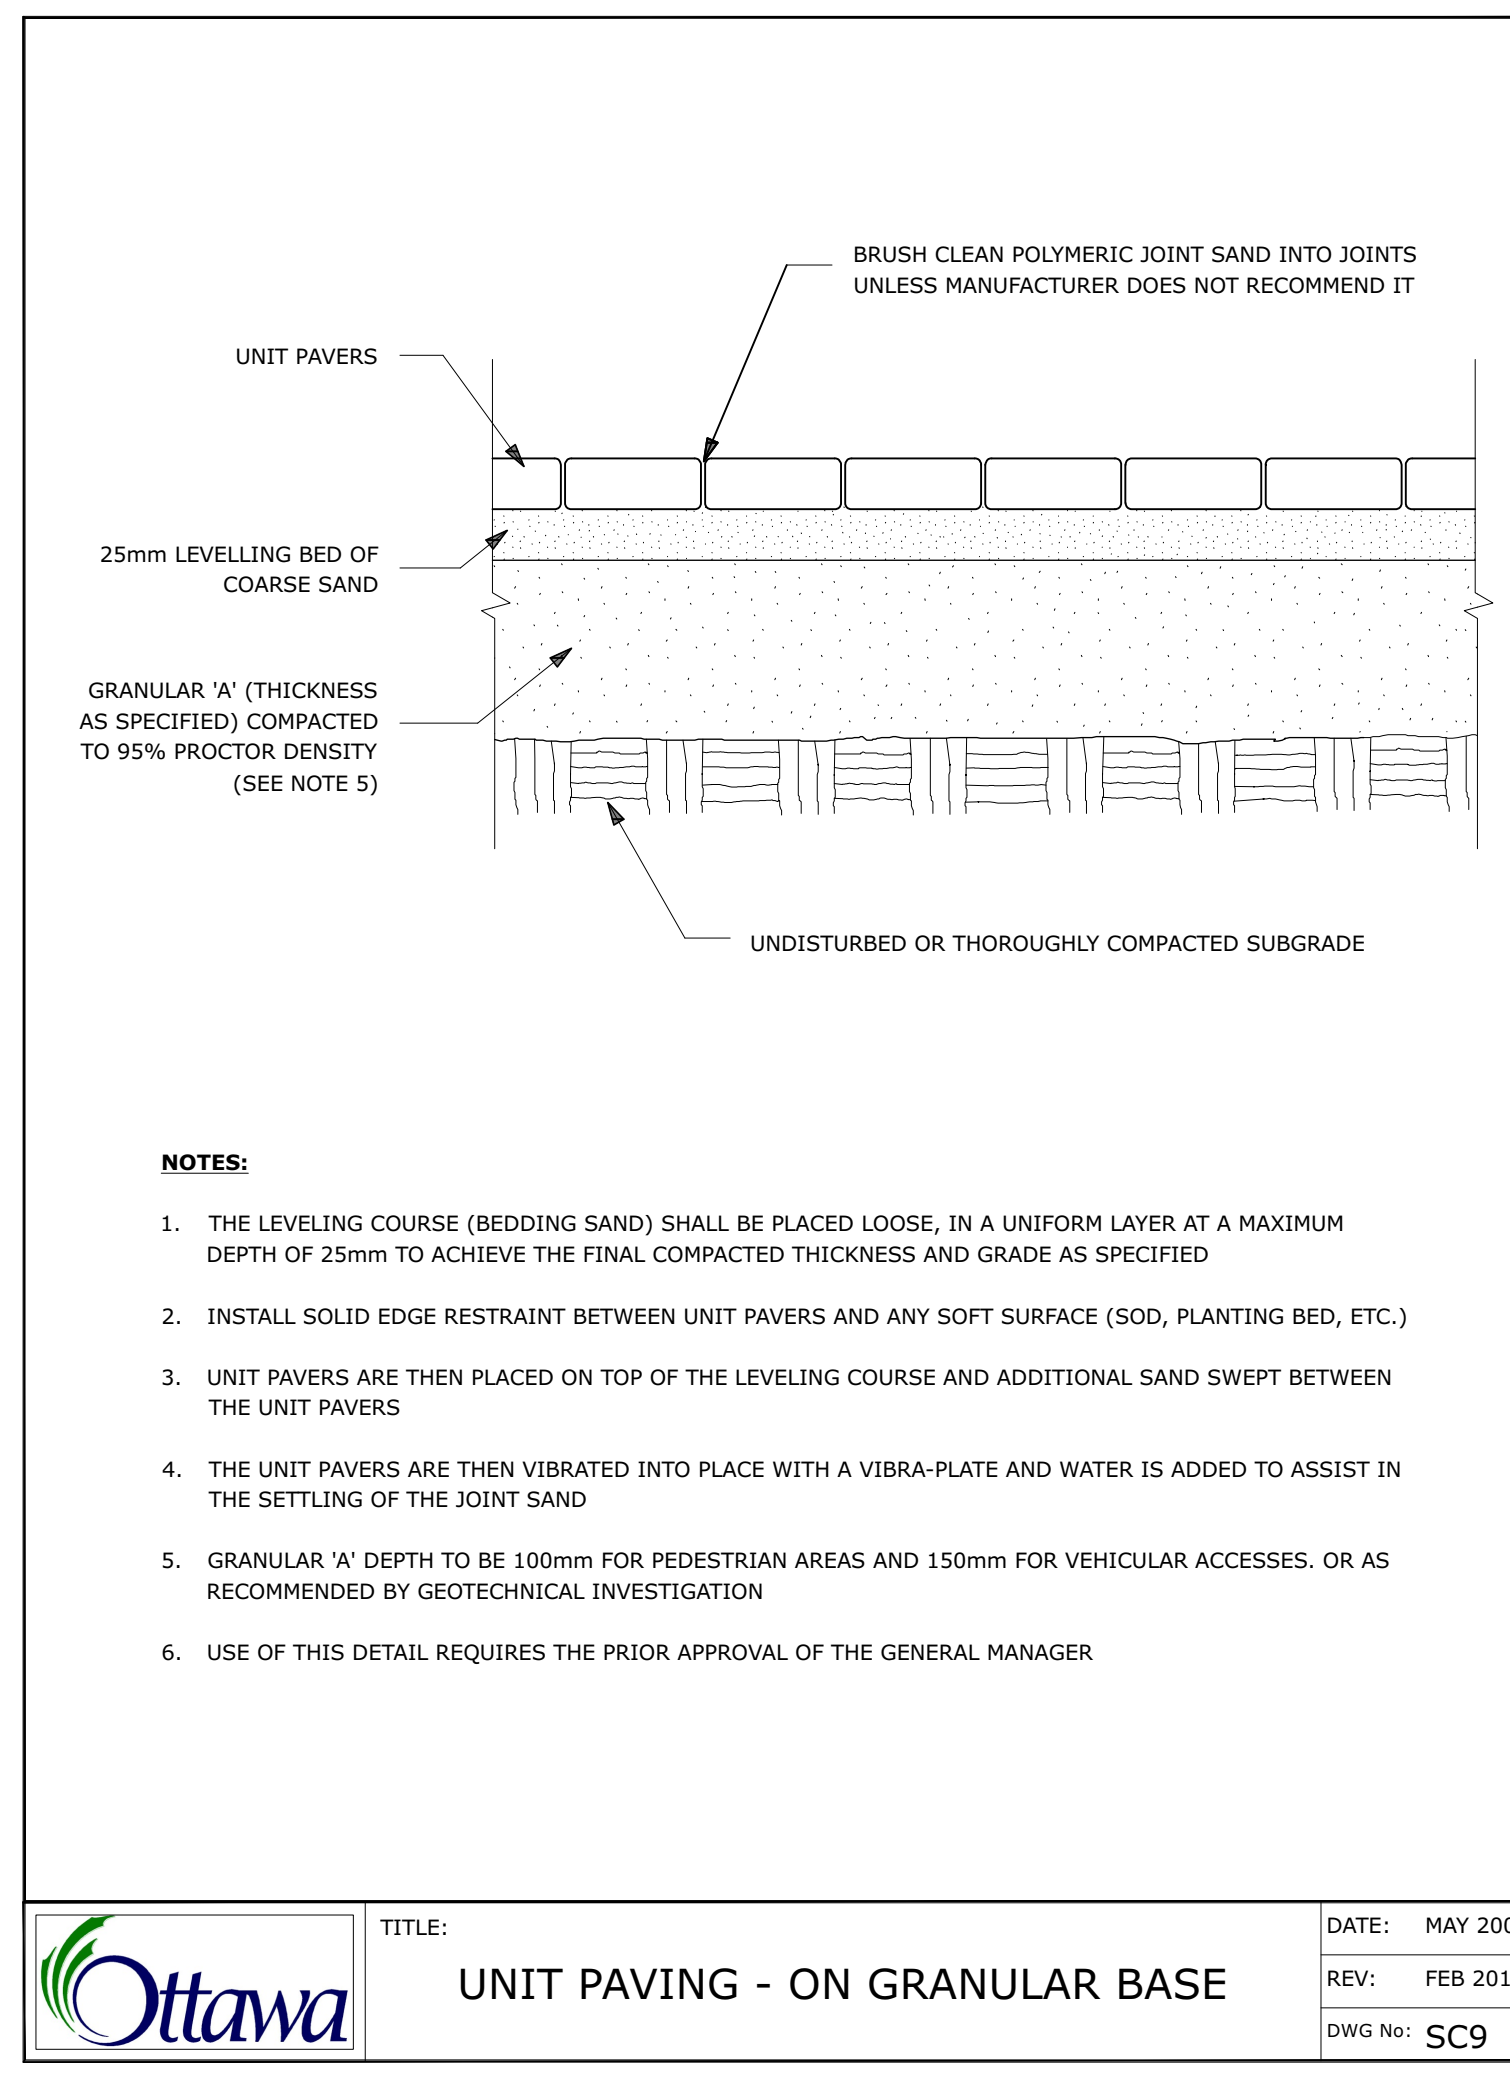 BRUSH CLEAN POLYMERIC JOINT SAND INTO JOINTS
UNLESS MANUFACTURER DOES NOT RECOMMEND IT
UNIT PAVERS
25mm LEVELLING BED OF
COARSE SAND
GRANULAR 'A' (THICKNESS
AS SPECIFIED) COMPACTED
TO 95% PROCTOR DENSITY
(SEE NOTE 5)
UNDISTURBED OR THOROUGHLY COMPACTED SUBGRADE
NOTES:
1. THE LEVELING COURSE (BEDDING SAND) SHALL BE PLACED LOOSE, IN A UNIFORM LAYER AT A MAXIMUM
DEPTH OF 25mm TO ACHIEVE THE FINAL COMPACTED THICKNESS AND GRADE AS SPECIFIED
2. INSTALL SOLID EDGE RESTRAINT BETWEEN UNIT PAVERS AND ANY SOFT SURFACE (SOD, PLANTING BED, ETC.)
3. UNIT PAVERS ARE THEN PLACED ON TOP OF THE LEVELING COURSE AND ADDITIONAL SAND SWEPT BETWEEN
THE UNIT PAVERS
4. THE UNIT PAVERS ARE THEN VIBRATED INTO PLACE WITH A VIBRA-PLATE AND WATER IS ADDED TO ASSIST IN
THE SETTLING OF THE JOINT SAND
5. GRANULAR 'A' DEPTH TO BE 100mm FOR PEDESTRIAN AREAS AND 150mm FOR VEHICULAR ACCESSES. OR AS
RECOMMENDED BY GEOTECHNICAL INVESTIGATION
6. USE OF THIS DETAIL REQUIRES THE PRIOR APPROVAL OF THE GENERAL MANAGER
Ottawa
TITLE:
UNIT PAVING - ON GRANULAR BASE
DATE: MAY
REV: FEB
DWG No: SC9